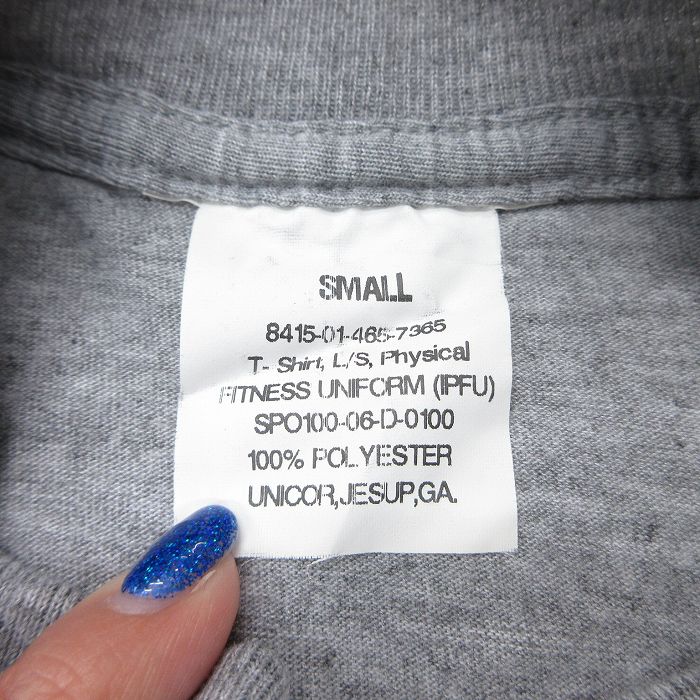 SMALL
8415-01-465-7365
T- Shirt, L/S, Physical
FITNESS UNIFORM (IPFU)
SPO100-06-D-0100
100% POLYESTER
UNICOR,JESUP,GA.